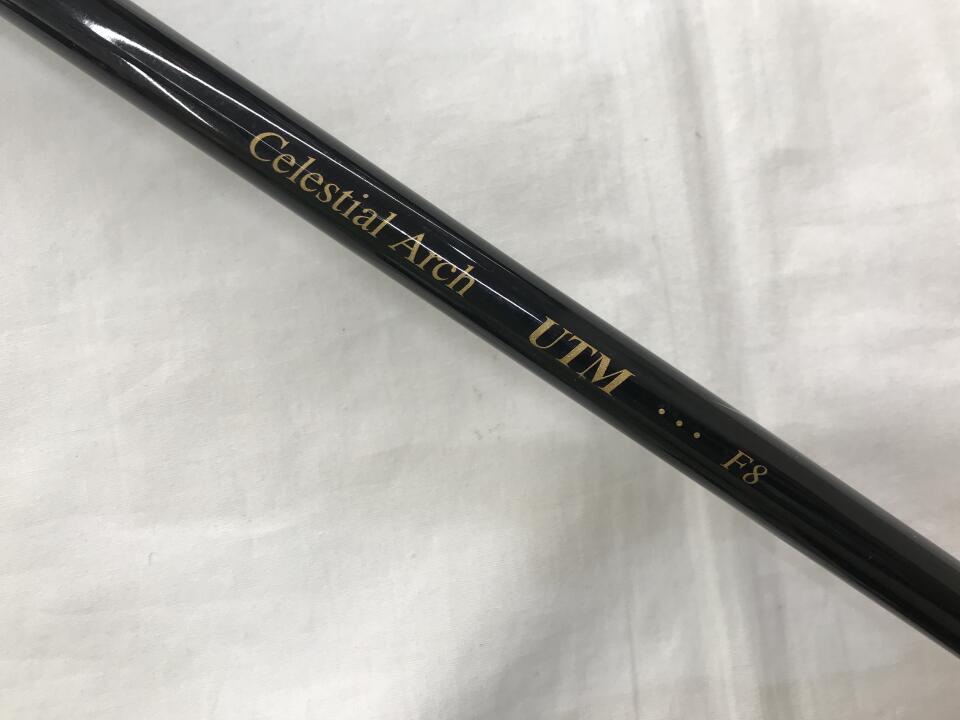 Celestial Arch UTM ... F8